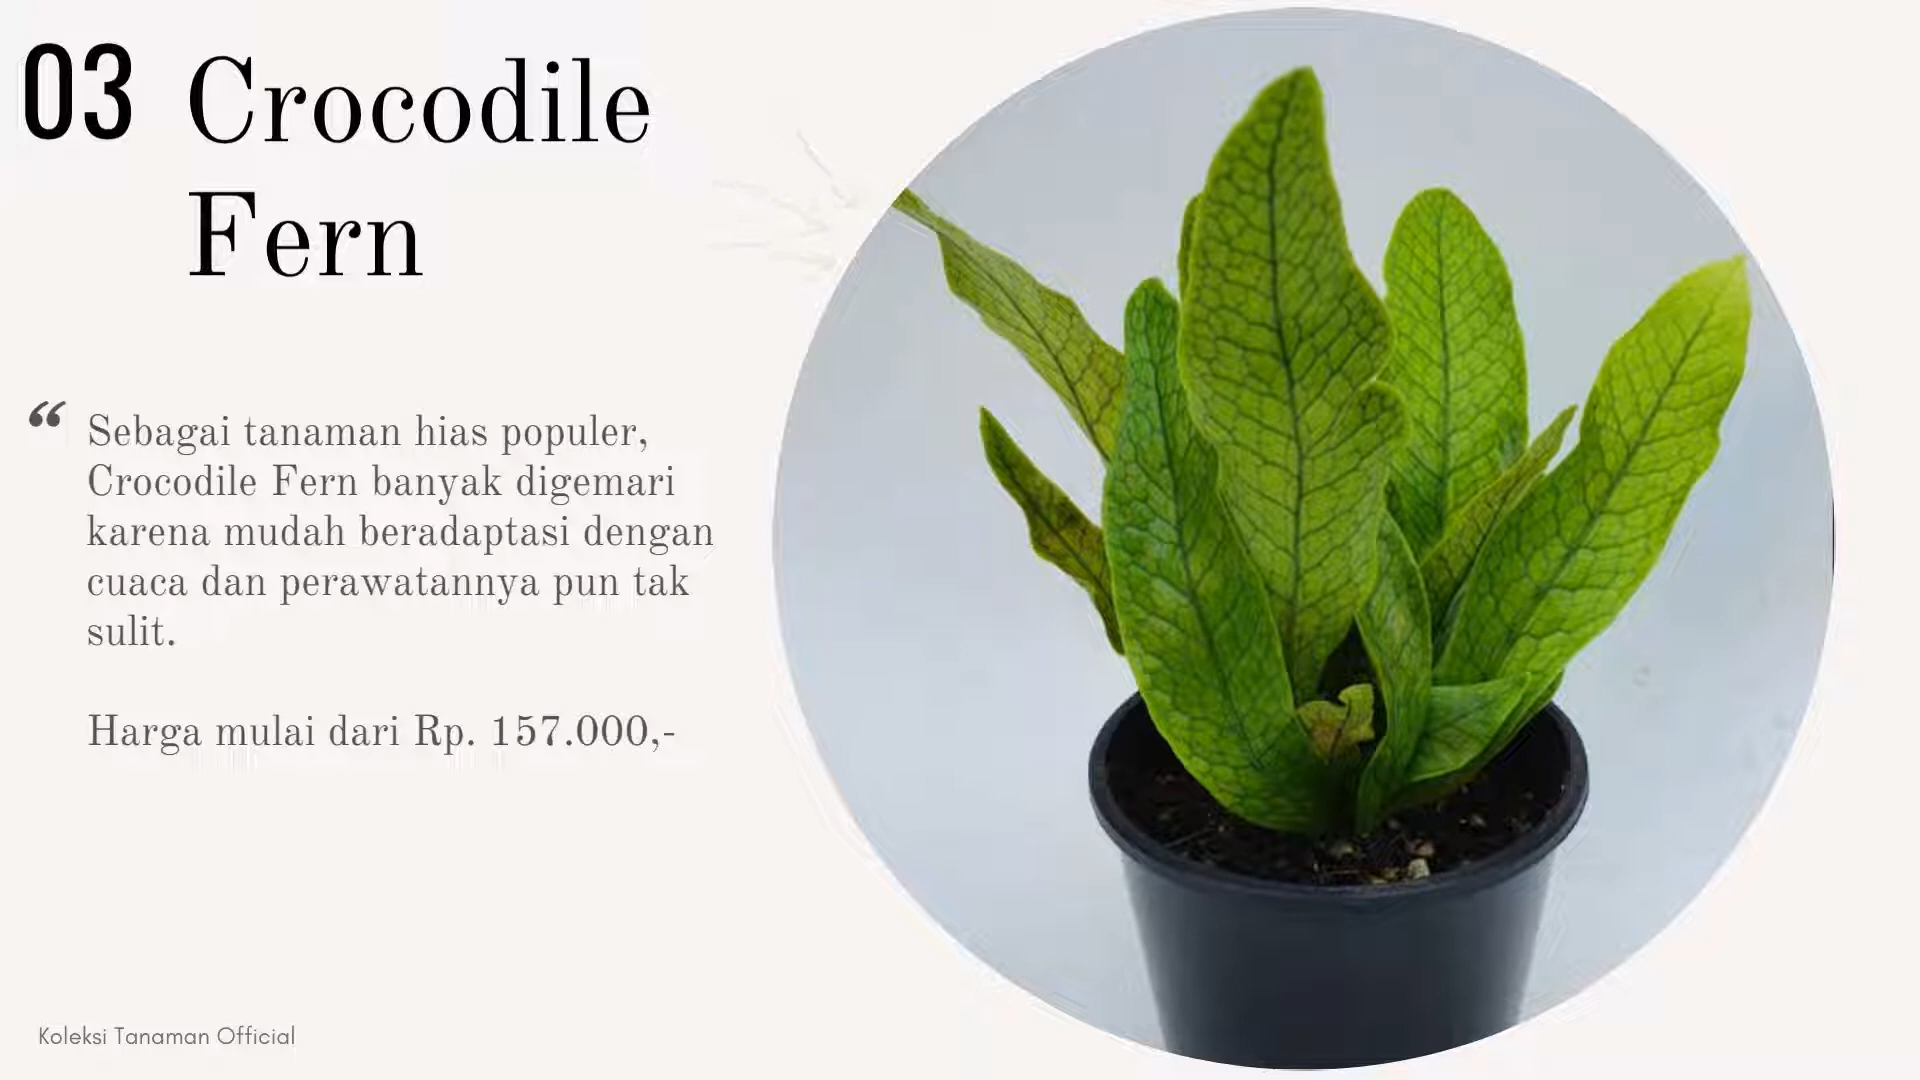 03 Crocodile
Fern
“ Sebagai tanaman hias populer,
Crocodile Fern banyak digemari
karena mudah beradaptasi dengan
cuaca dan perawatannya pun tak
sulit.
Harga mulai dari Rp. 157.000,-
Koleksi Tanaman Official